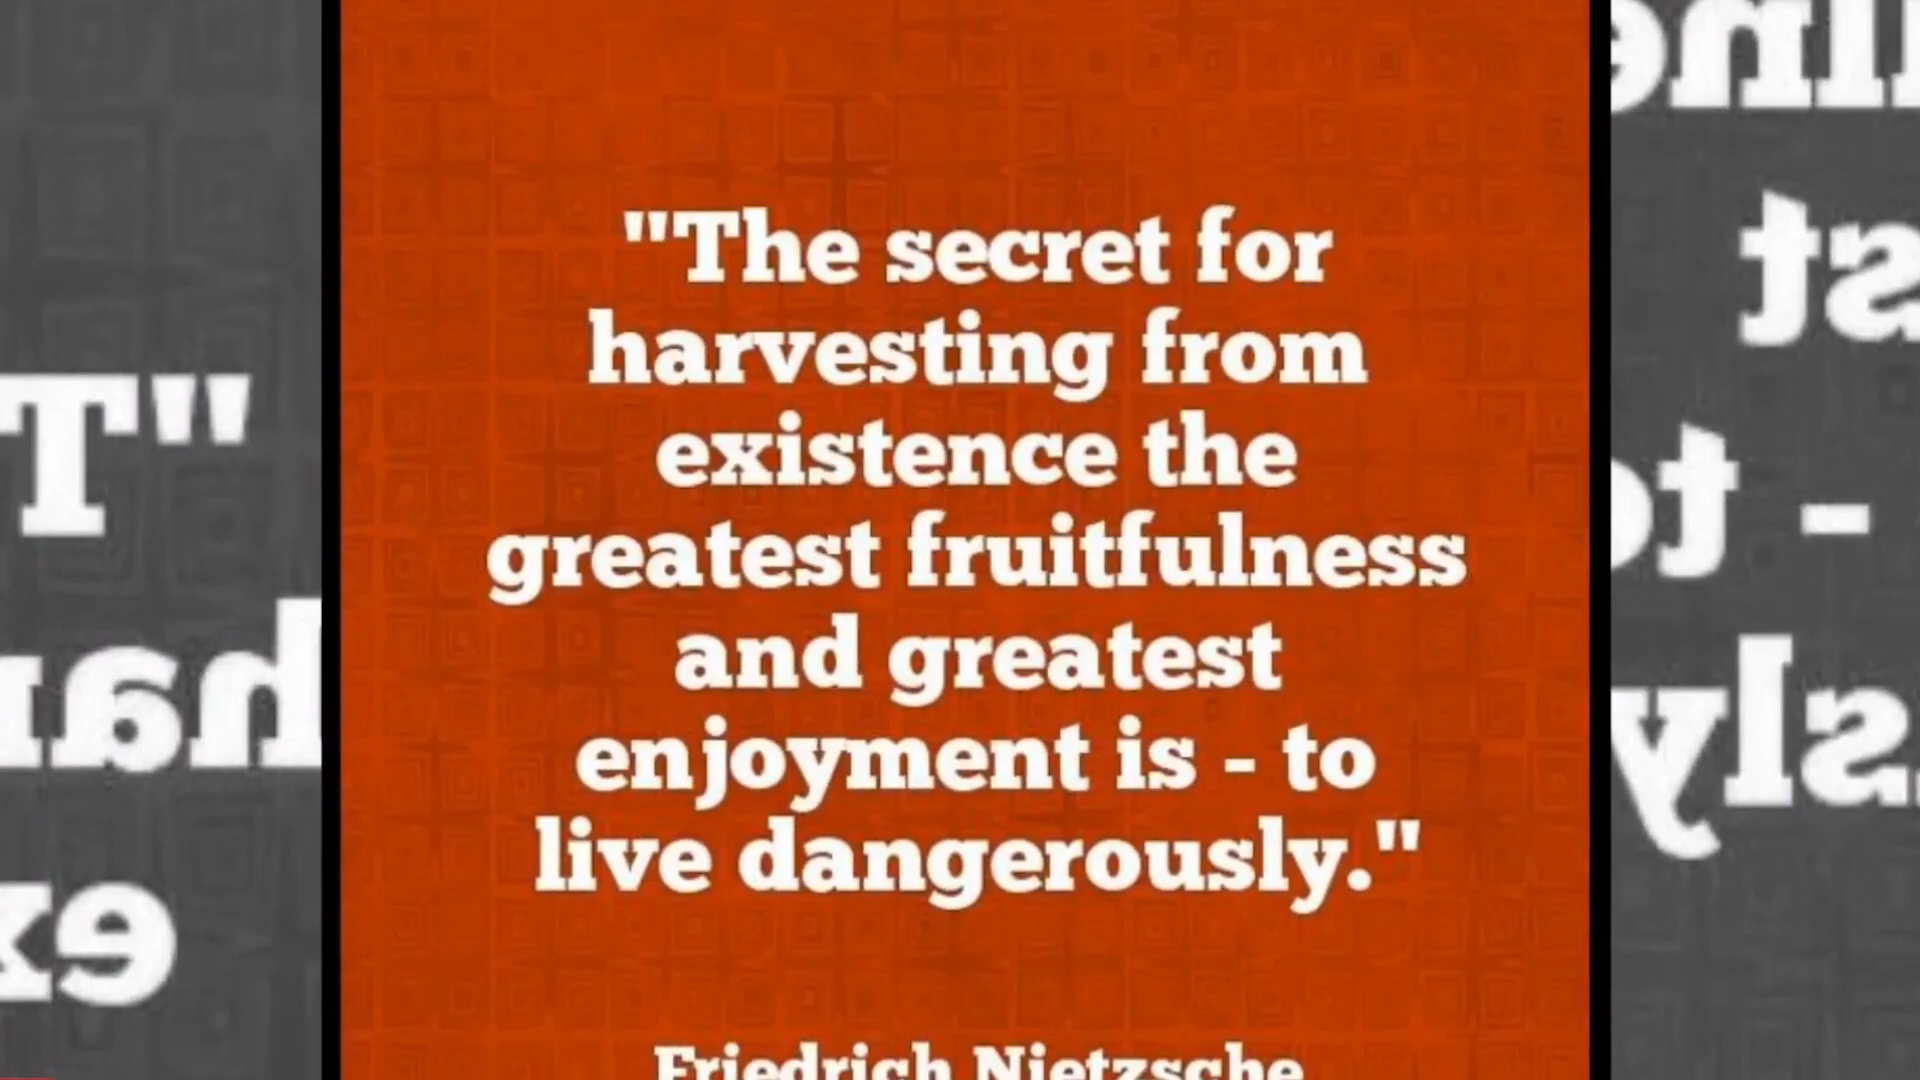 "The secret for
harvesting from
existence the
greatest fruitfulness
and greatest
enjoyment is - to
live dangerously."
Friedrich Nietzsche